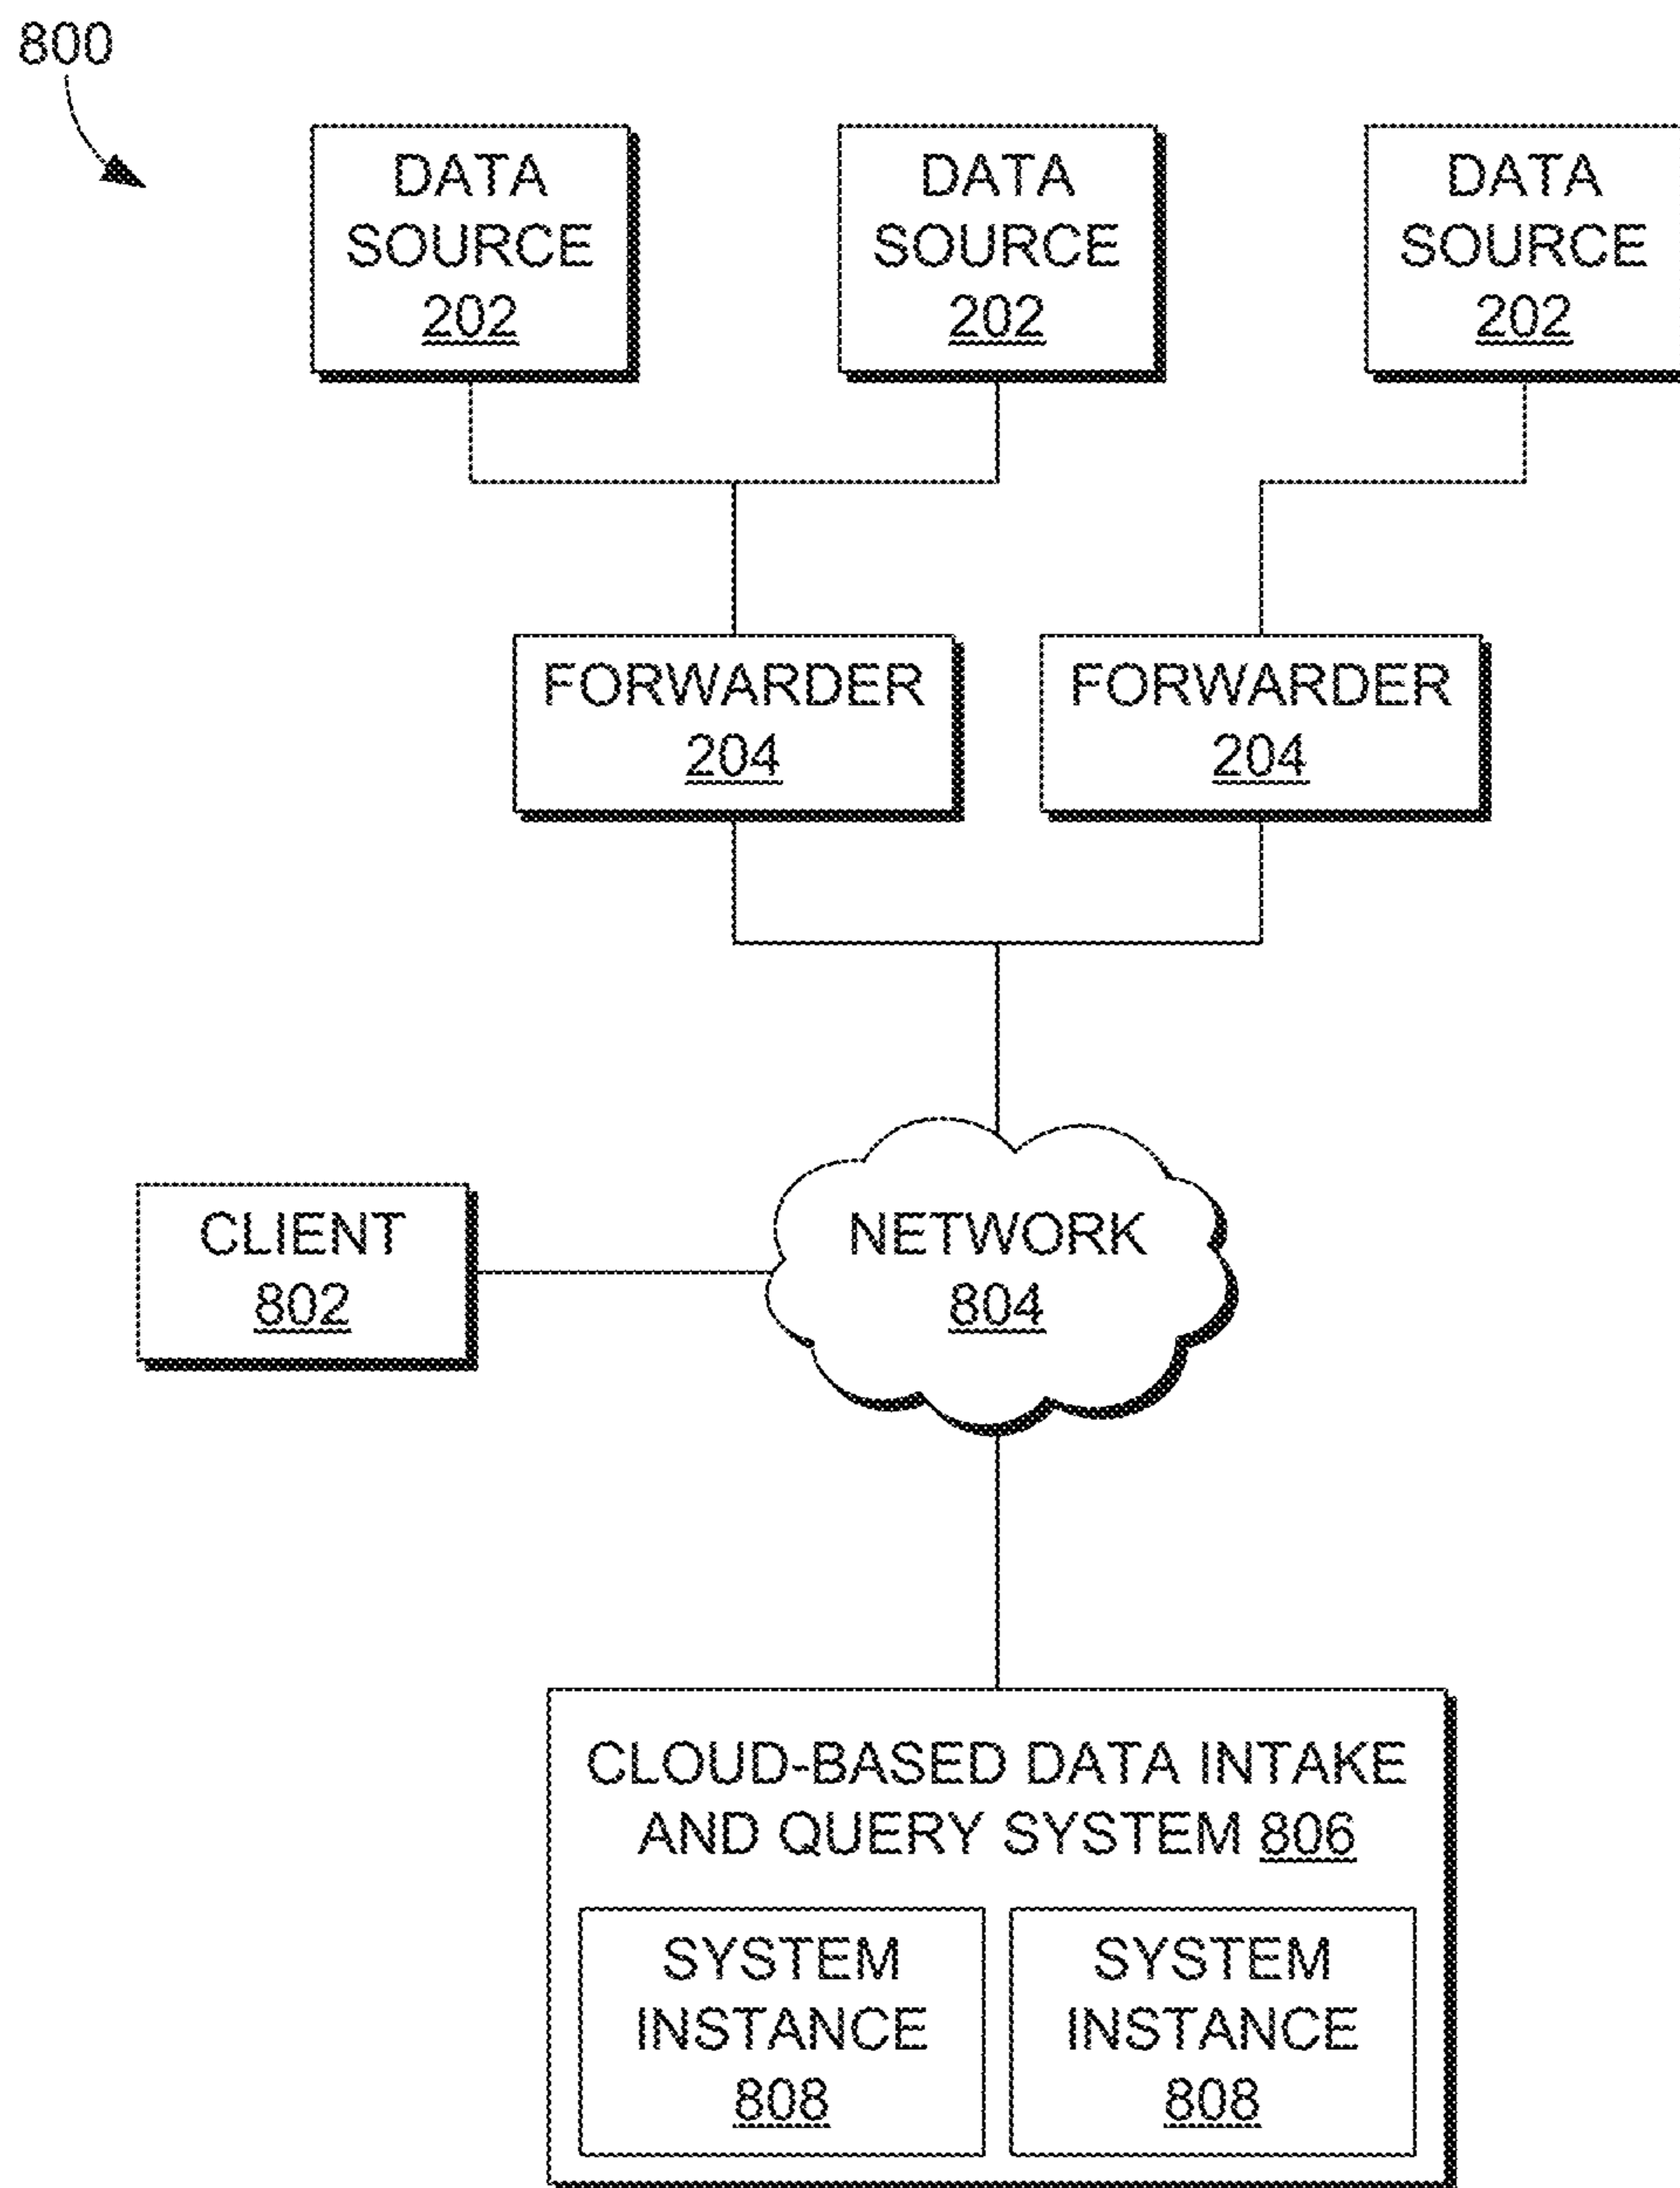 800
DATA
SOURCE
202
DATA
SOURCE
202
DATA
SOURCE
202
FORWARDER
204
FORWARDER
204
CLIENT
802
NETWORK
804
CLOUD-BASED DATA INTAKE
AND QUERY SYSTEM 806
SYSTEM
INSTANCE
808
SYSTEM
INSTANCE
808